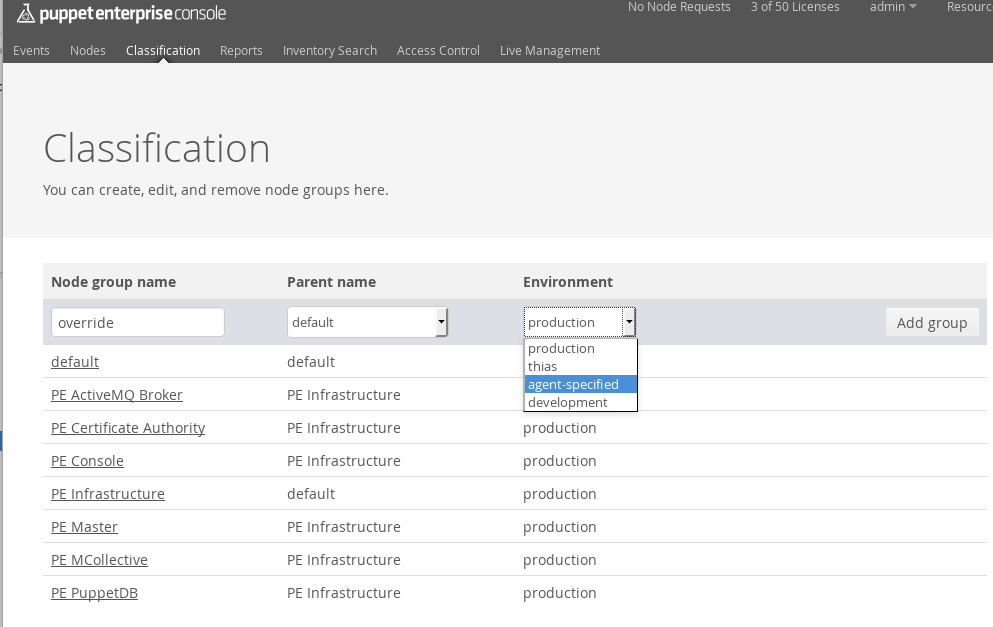 puppet enterprise console
No Node Requests 3 of 50 Licenses admin
Events Nodes Classification Reports Inventory Search Access Control Live Management
Classification
You can create, edit, and remove node groups here.
Node group name Parent name Environment
override default production Add group
production
thias
agent-specified
development
default default
PE ActiveMQ Broker PE Infrastructure
PE Certificate Authority PE Infrastructure production
PE Console PE Infrastructure production
PE Infrastructure default production
PE Master PE Infrastructure production
PE MCollective PE Infrastructure production
PE PuppetDB PE Infrastructure production